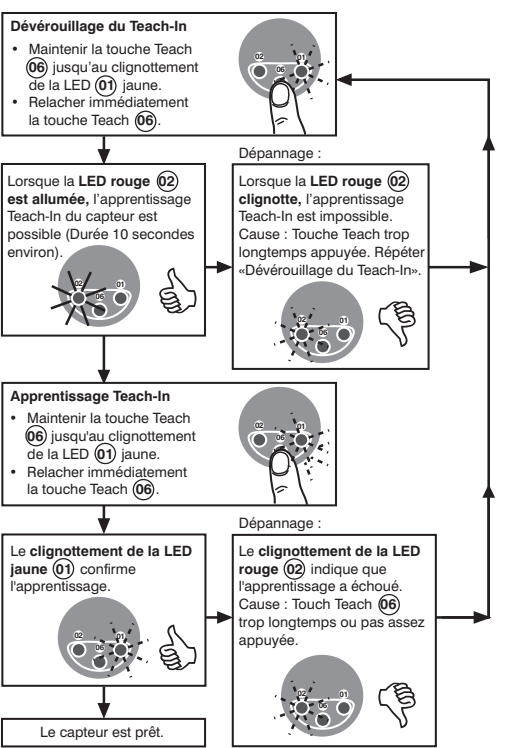 Dévérouillage du Teach-In
• Maintenir la touche Teach
06 jusqu'au clignottement
de la LED 01 jaune.
• Relacher immédiatement
la touche Teach 06.
02 01
06
Lorsque la LED rouge 02
est allumée, l'apprentissage
Teach-In du capteur est
possible (Durée 10 secondes
environ).
02 01
06
Dépannage :
Lorsque la LED rouge 02
clignotte, l'apprentissage
Teach-In est impossible.
Cause : Touche Teach trop
longtemps appuyée. Répéter
«Dévérouillage du Teach-In».
02 01
06
Apprentissage Teach-In
• Maintenir la touche Teach
06 jusqu'au clignottement
de la LED 01 jaune.
• Relacher immédiatement
la touche Teach 06.
02 01
06
Le clignottement de la LED
jaune 01 confirme
l'apprentissage.
02 01
06
Dépannage :
Le clignottement de la LED
rouge 02 indique que
l'apprentissage a échoué.
Cause : Touch Teach 06
trop longtemps ou pas assez
appuyée.
02 01
06
Le capteur est prêt.